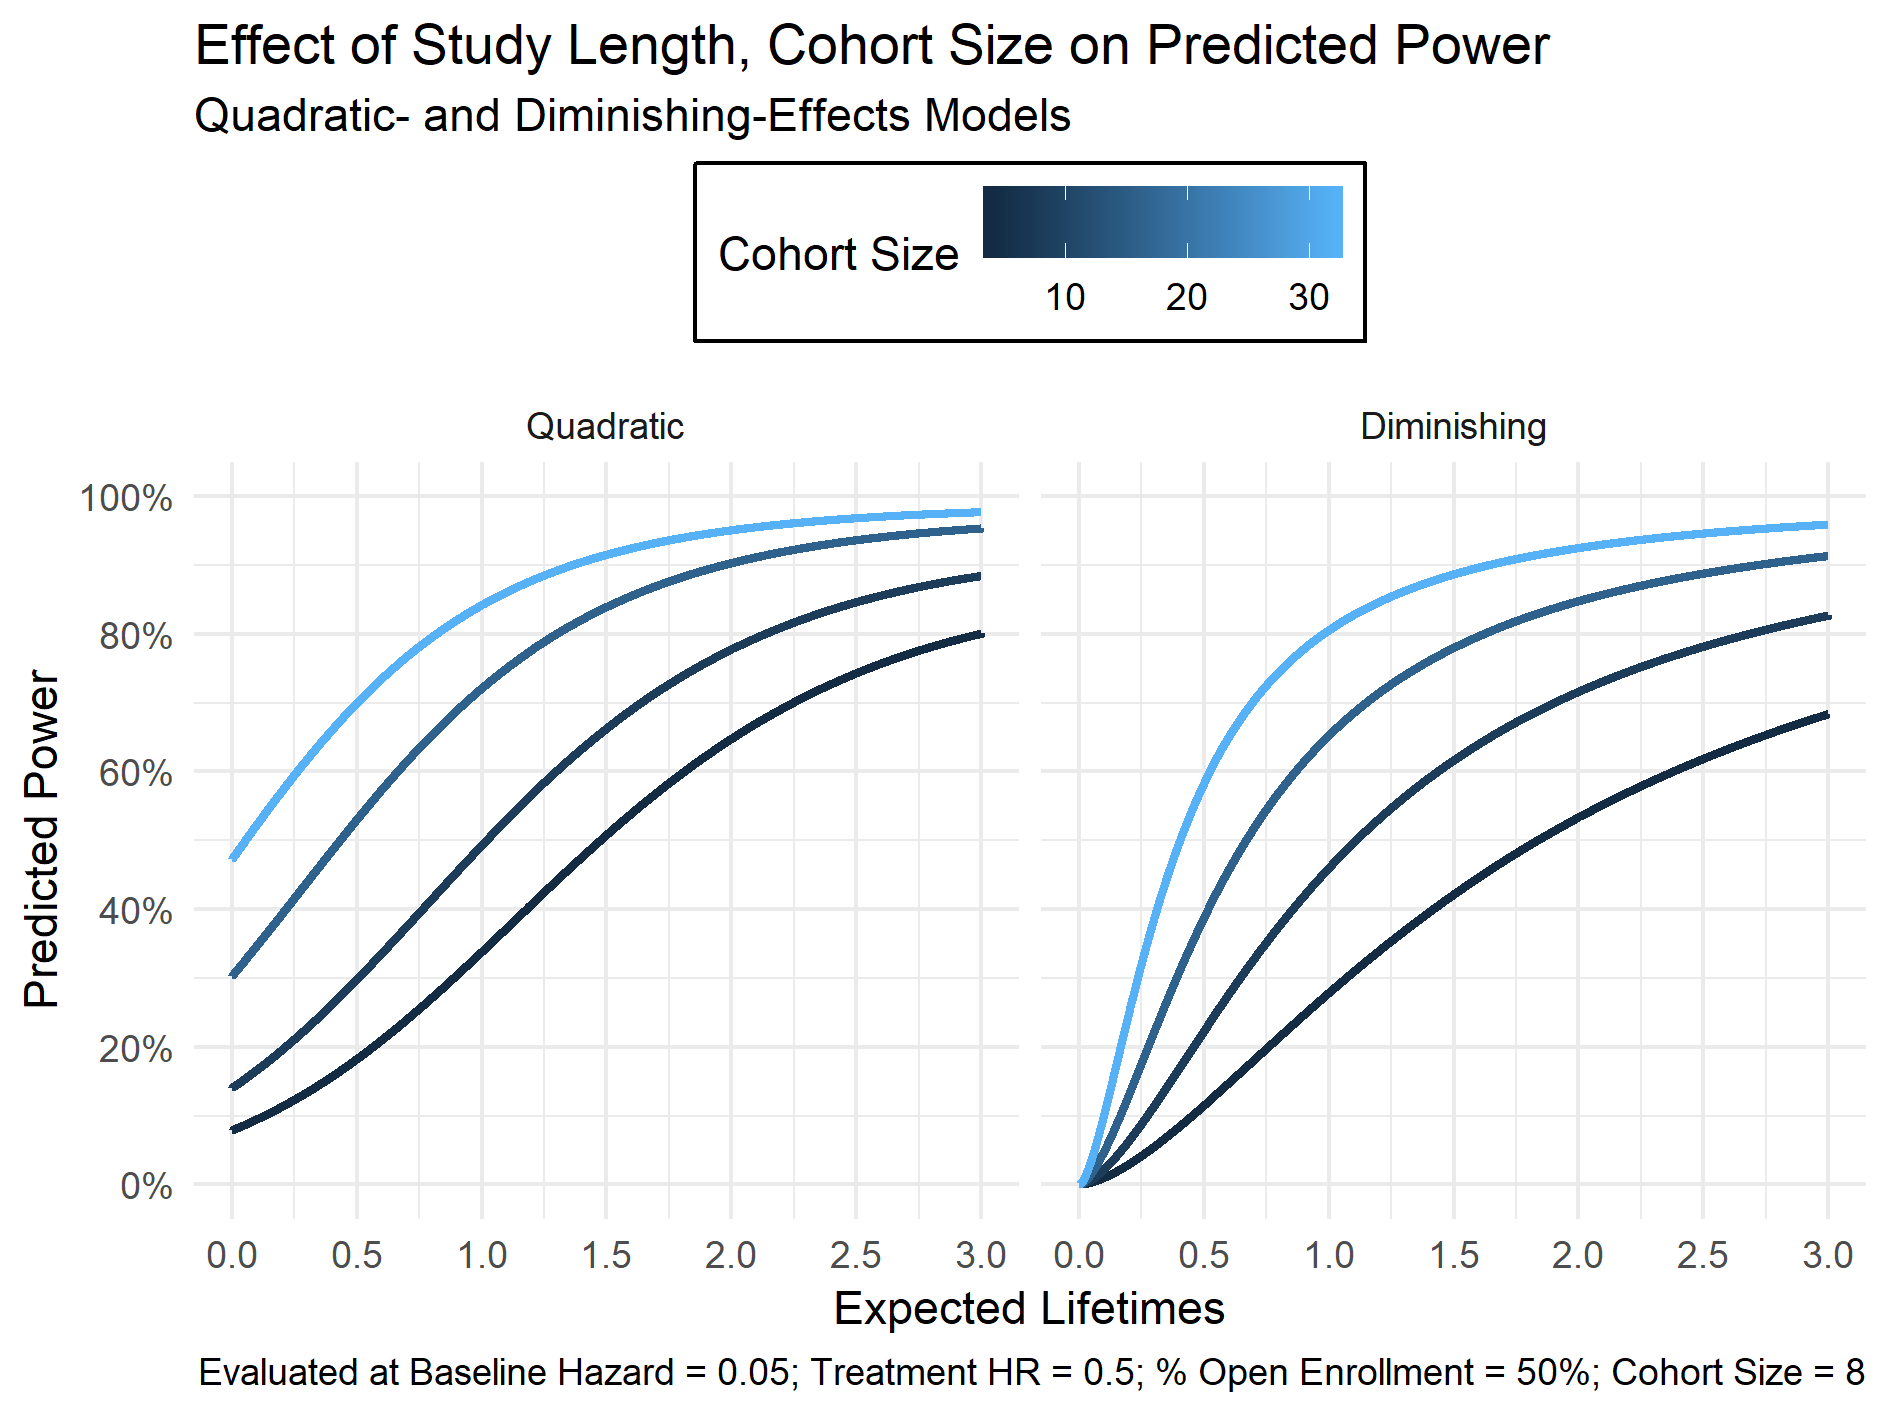 Effect of Study Length, Cohort Size on Predicted Power
Quadratic- and Diminishing-Effects Models
Cohort Size
10 20 30
Quadratic
Diminishing
Predicted Power
100%
80%
60%
40%
20%
0%
0.0 0.5 1.0 1.5 2.0 2.5 3.0
0.0 0.5 1.0 1.5 2.0 2.5 3.0
Expected Lifetimes
Evaluated at Baseline Hazard = 0.05; Treatment HR = 0.5; % Open Enrollment = 50%; Cohort Size = 8